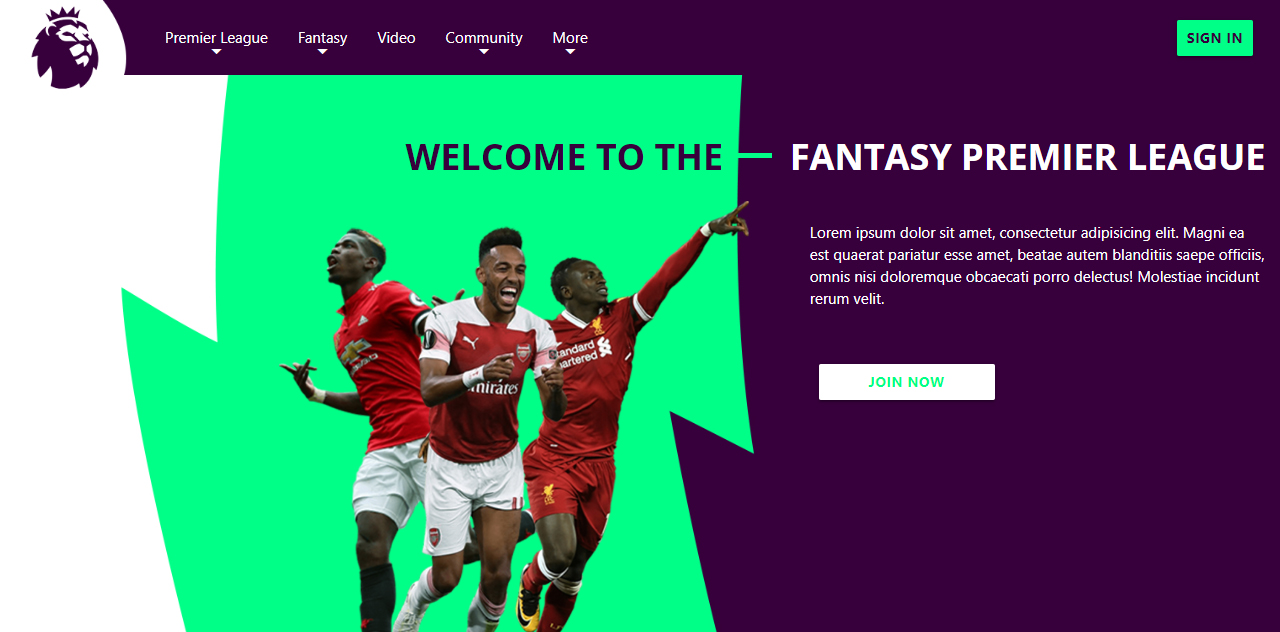 Premier League Fantasy Video Community More SIGN IN
WELCOME TO THE FANTASY PREMIER LEAGUE
Lorem ipsum dolor sit amet, consectetur adipisicing elit. Magni ea
est quaerat pariatur esse amet, beatae autem blanditiis saepe officiis,
omnis nisi doloremque obcaecati porro delectus! Molestiae incidunt
rerum velit.
JOIN NOW